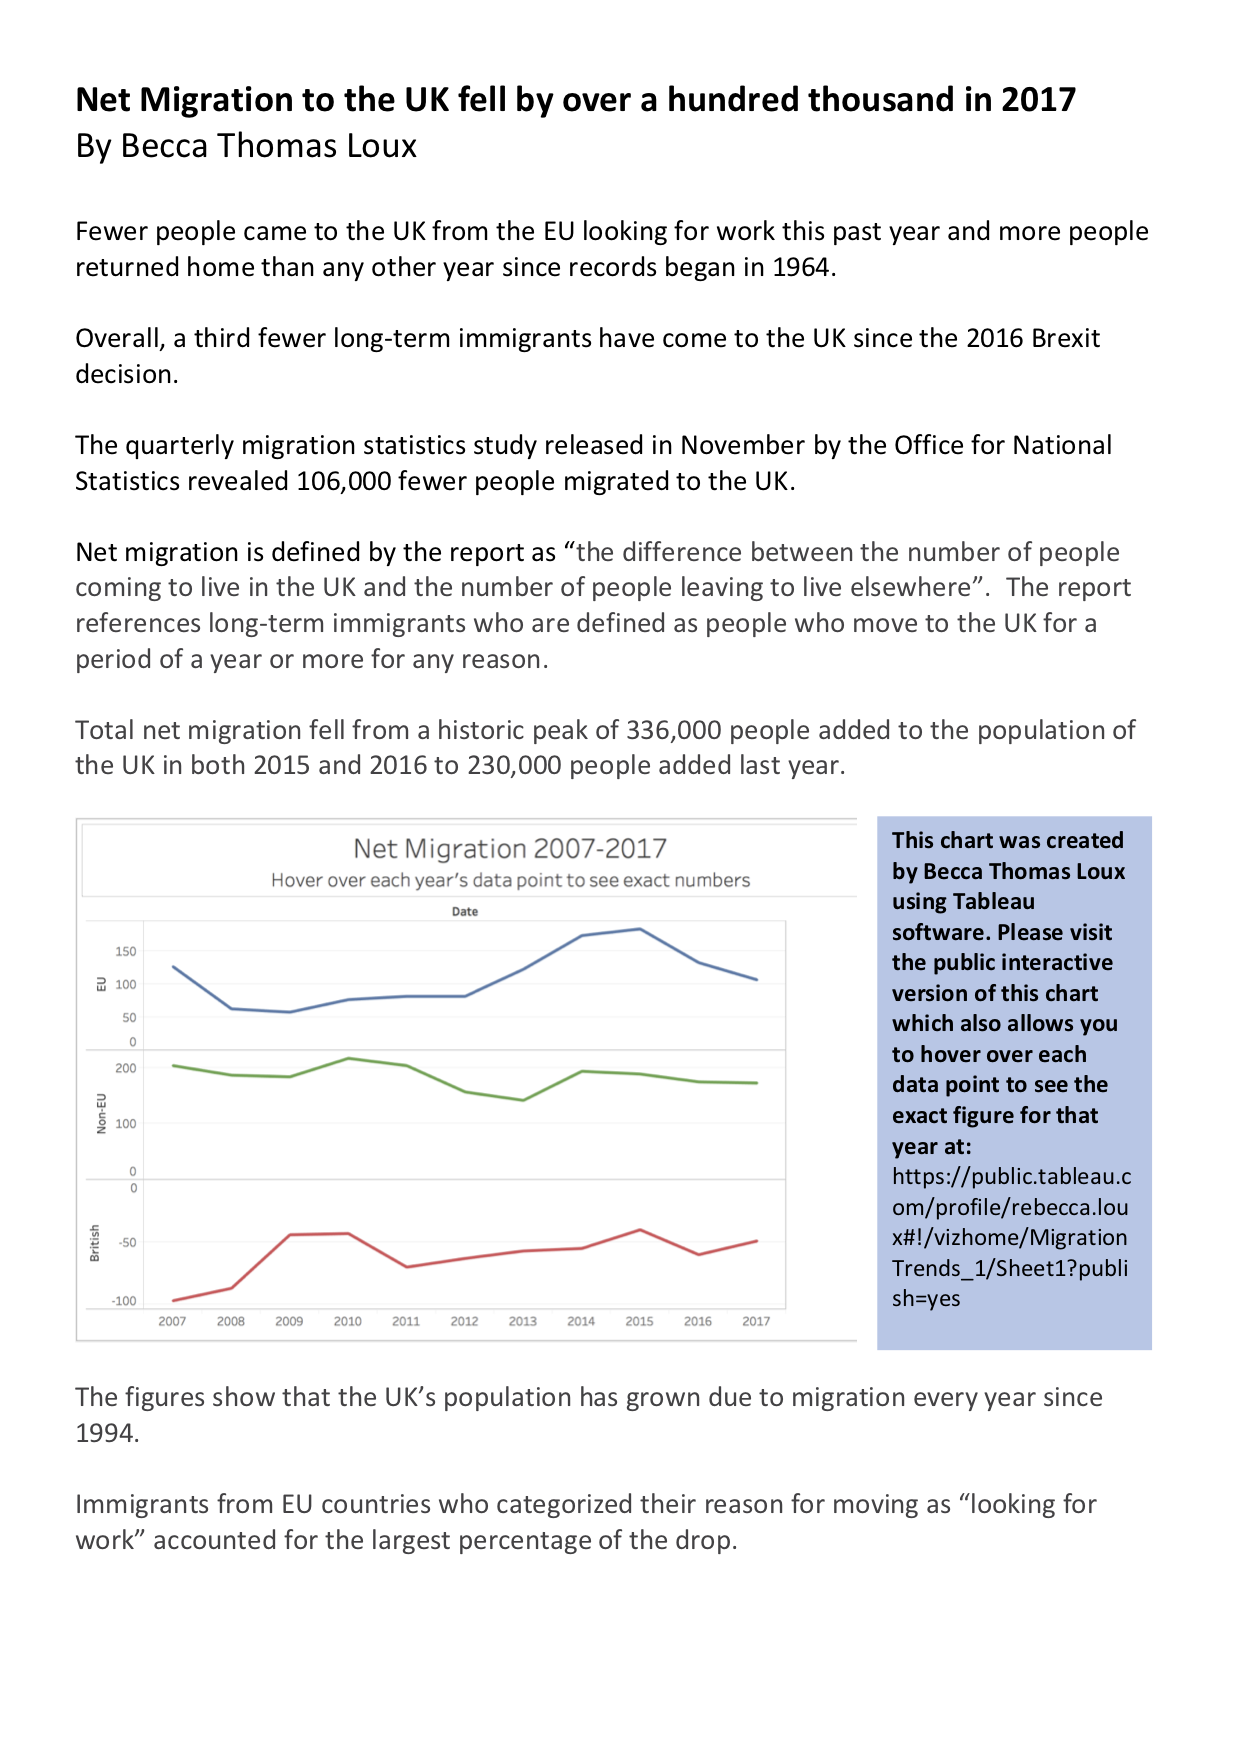 Net Migration to the UK fell by over a hundred thousand in 2017
By Becca Thomas Loux
Fewer people came to the UK from the EU looking for work this past year and more people
returned home than any other year since records began in 1964.
Overall, a third fewer long-term immigrants have come to the UK since the 2016 Brexit
decision.
The quarterly migration statistics study released in November by the Office for National
Statistics revealed 106,000 fewer people migrated to the UK.
Net migration is defined by the report as “the difference between the number of people
coming to live in the UK and the number of people leaving to live elsewhere”.  The report
references long-term immigrants who are defined as people who move to the UK for a
period of a year or more for any reason.
Total net migration fell from a historic peak of 336,000 people added to the population of
the UK in both 2015 and 2016 to 230,000 people added last year.
Net Migration 2007-2017
Hover over each year’s data point to see exact numbers
Date
EU
150
100
50
0
Non-EU
200
100
0
British
0
-50
-100
2007 2008 2009 2010 2011 2012 2013 2014 2015 2016 2017
This chart was created
by Becca Thomas Loux
using Tableau
software. Please visit
the public interactive
version of this chart
which also allows you
to hover over each
data point to see the
exact figure for that
year at:
https://public.tableau.c
om/profile/rebecca.lou
x#!/vizhome/Migration
Trends_1/Sheet1?publi
sh=yes
The figures show that the UK’s population has grown due to migration every year since
1994.
Immigrants from EU countries who categorized their reason for moving as “looking for
work” accounted for the largest percentage of the drop.